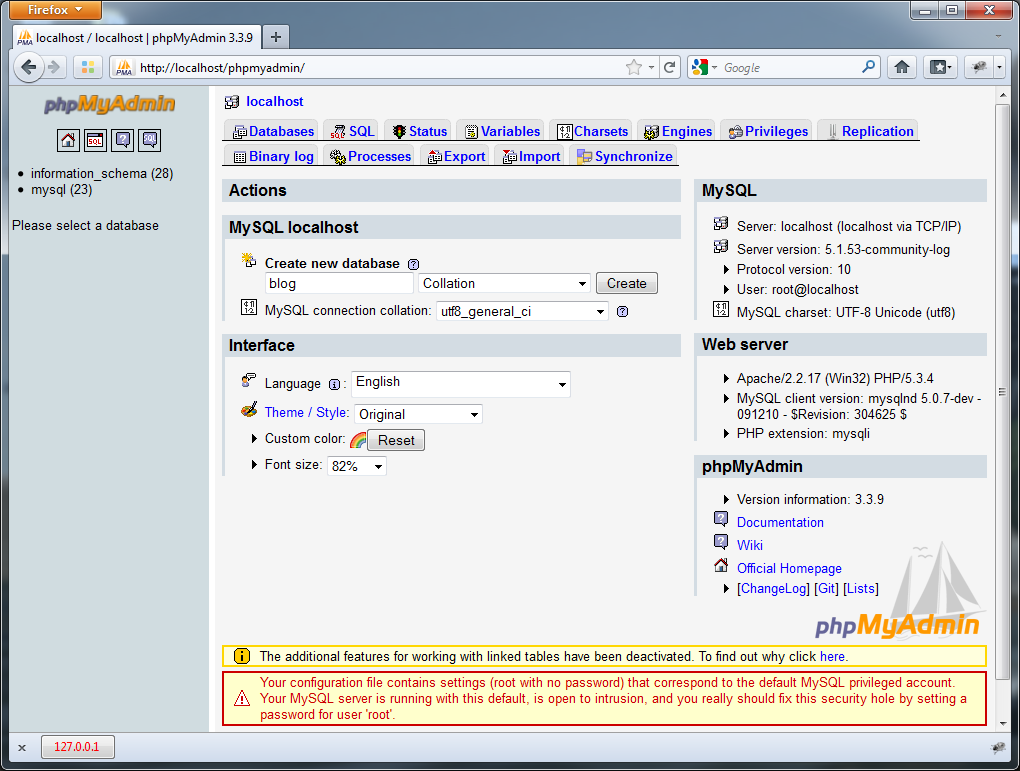 Firefox
localhost / localhost | phpMyAdmin 3.3.9
http://localhost/phpmyadmin/
Google
phpMyAdmin
information_schema (28)
mysql (23)
Please select a database
localhost
Databases SQL Status Variables Charsets Engines Privileges Replication
Binary log Processes Export Import Synchronize
Actions
MySQL localhost
Create new database
blog Collation Create
MySQL connection collation: utf8_general_ci
Interface
Language : English
Theme / Style: Original
Custom color: Reset
Font size: 82%
MySQL
Server: localhost (localhost via TCP/IP)
Server version: 5.1.53-community-log
Protocol version: 10
User: root@localhost
MySQL charset: UTF-8 Unicode (utf8)
Web server
Apache/2.2.17 (Win32) PHP/5.3.4
MySQL client version: mysqlnd 5.0.7-dev -
091210 - $Revision: 304625 $
PHP extension: mysqli
phpMyAdmin
Version information: 3.3.9
Documentation
Wiki
Official Homepage
[ChangeLog] [Git] [Lists]
phpMyAdmin
The additional features for working with linked tables have been deactivated. To find out why click here.
Your configuration file contains settings (root with no password) that correspond to the default MySQL privileged account.
Your MySQL server is running with this default, is open to intrusion, and you really should fix this security hole by setting a
password for user 'root'.
x 127.0.0.1